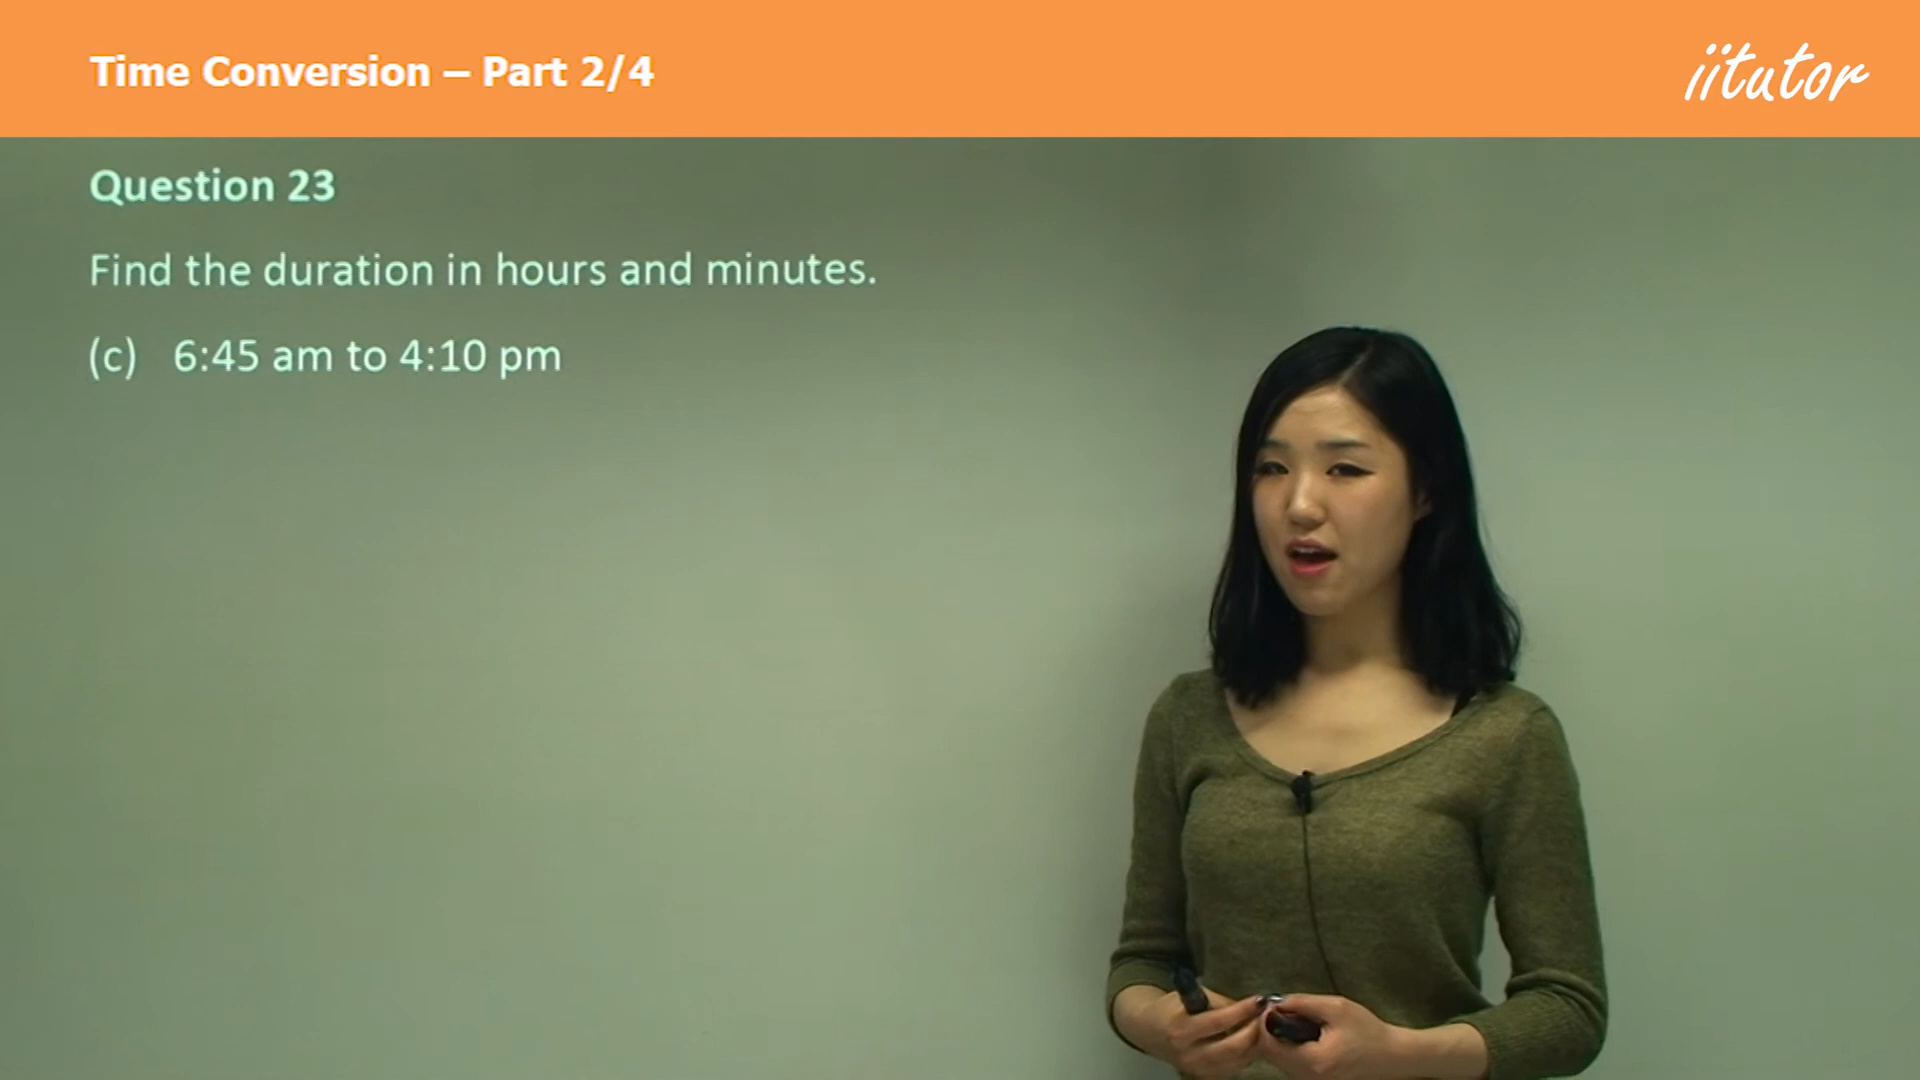 Time Conversion – Part 2/4
iitutor
Question 23
Find the duration in hours and minutes.
(c) 6:45 am to 4:10 pm